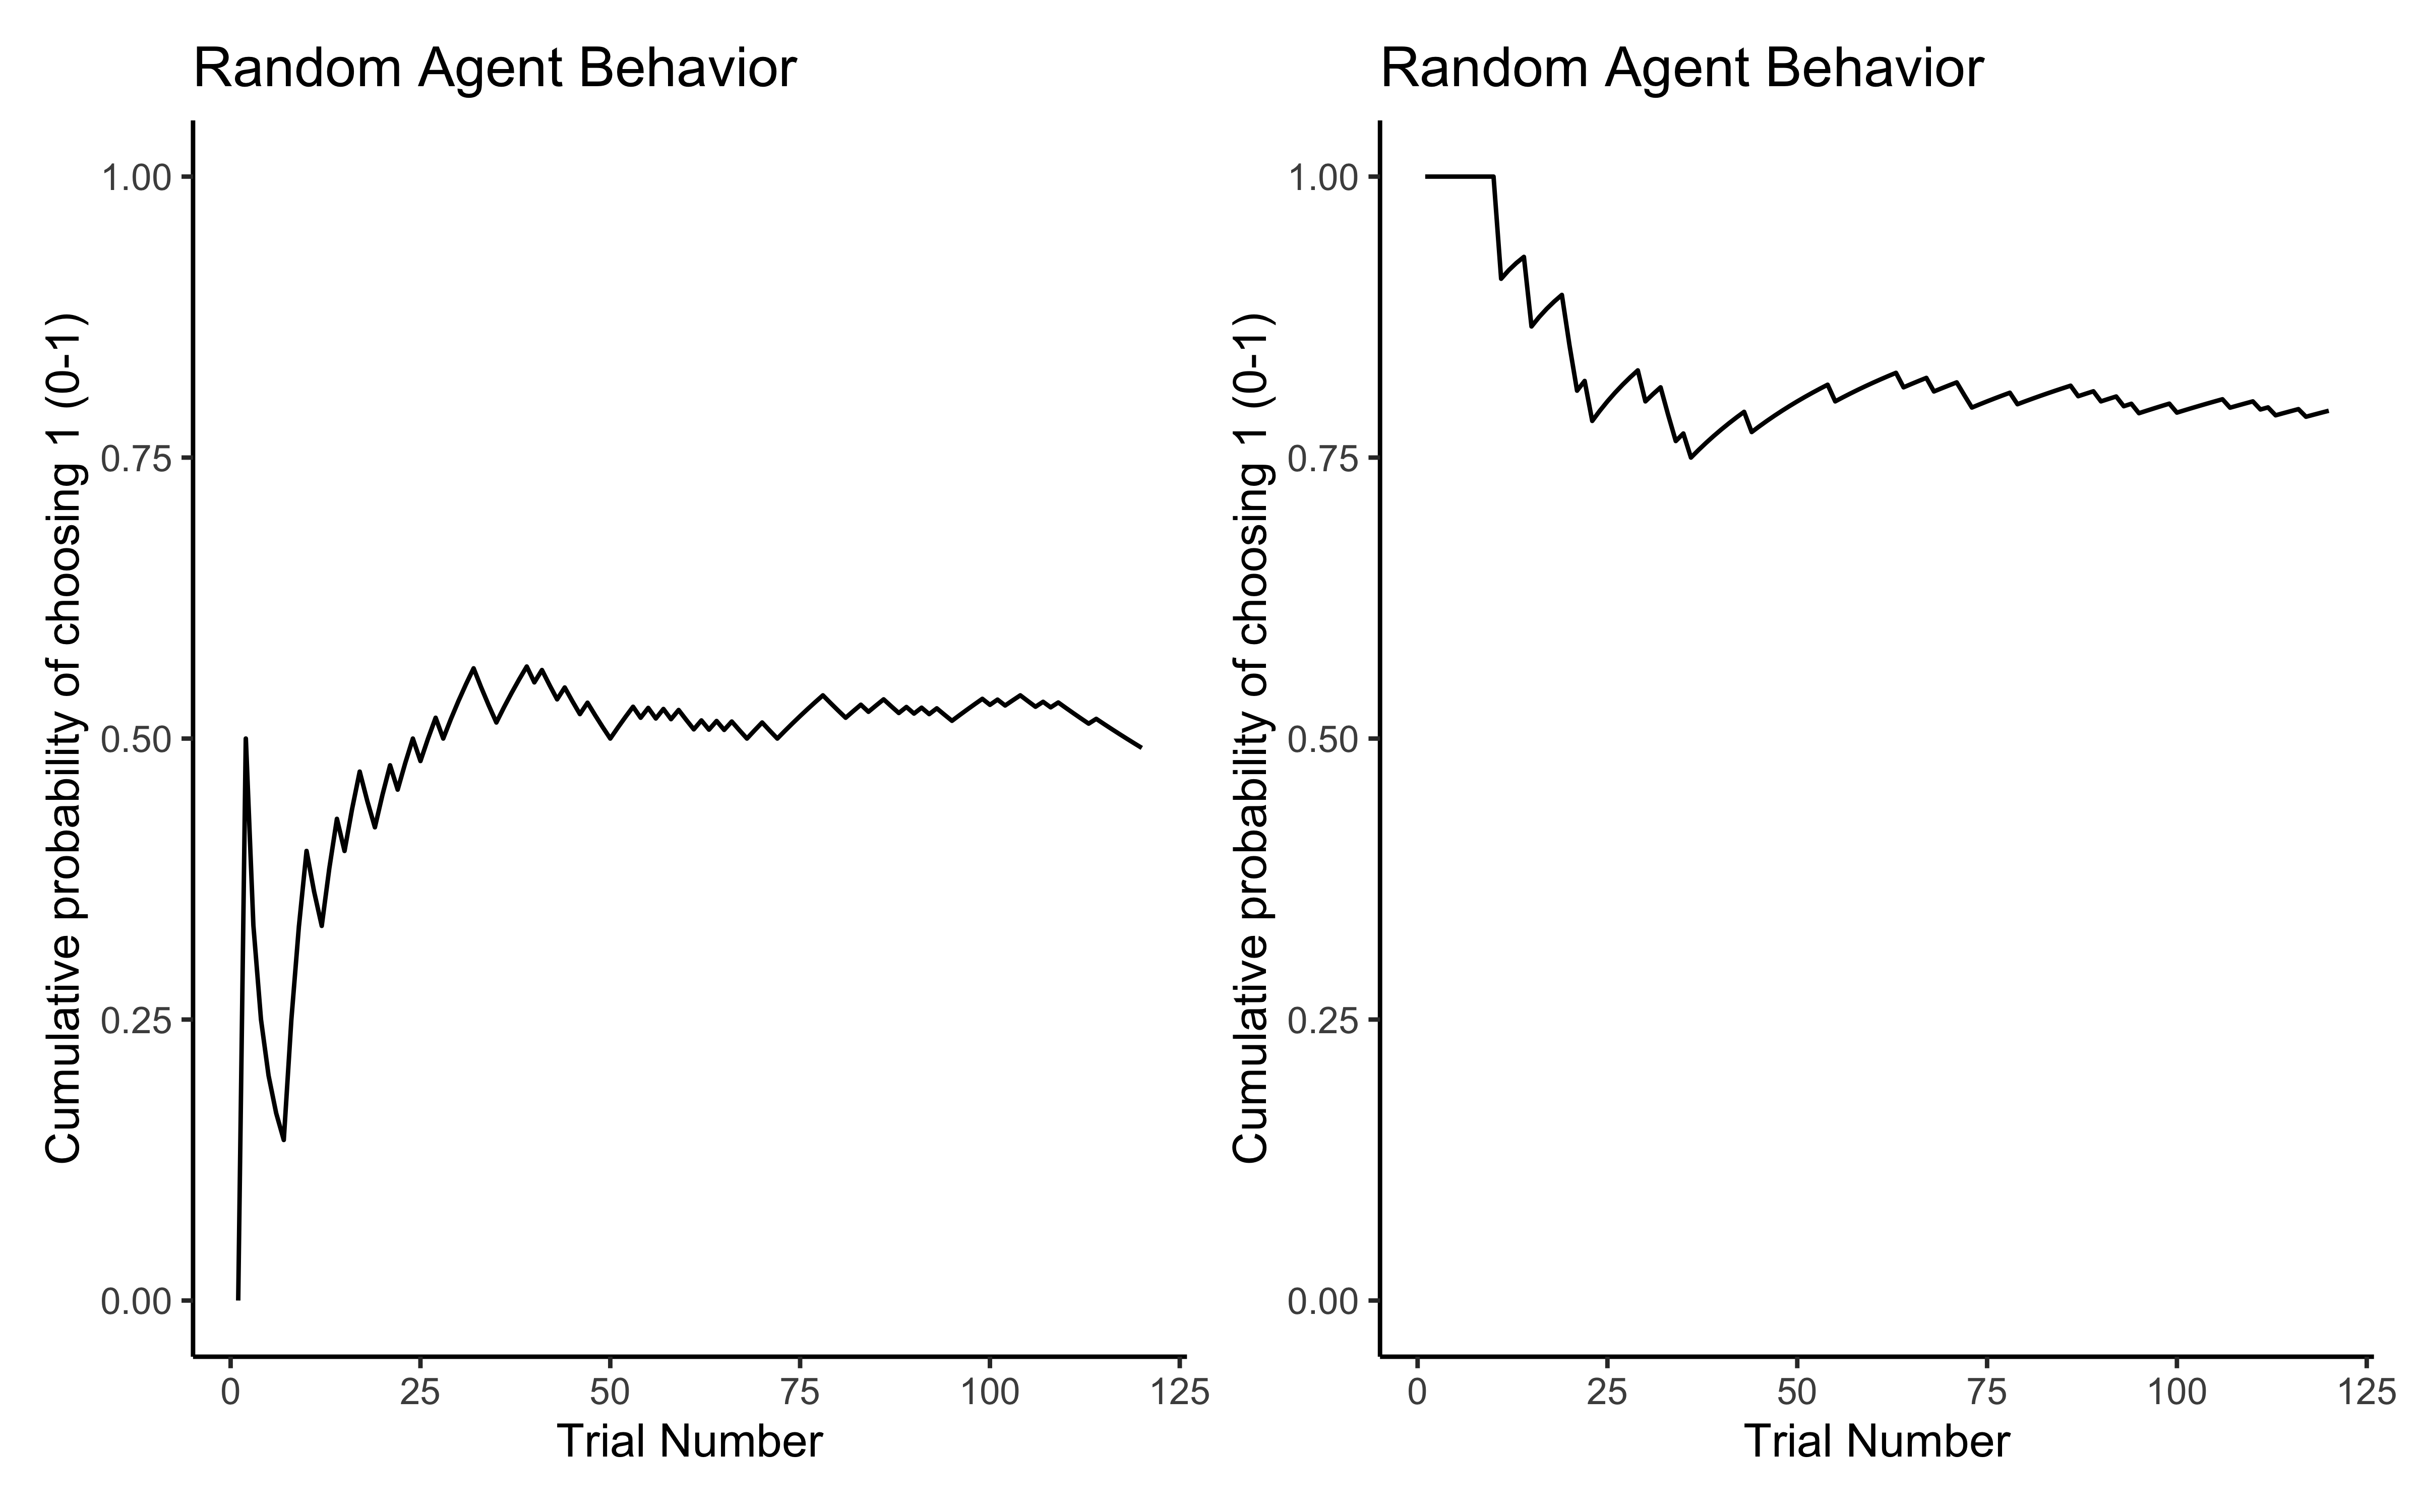 Random Agent Behavior
Cumulative probability of choosing 1 (0-1)
1.00
0.75
0.50
0.25
0.00
0 25 50 75 100 125
Trial Number
Random Agent Behavior
Cumulative probability of choosing 1 (0-1)
1.00
0.75
0.50
0.25
0.00
0 25 50 75 100 125
Trial Number